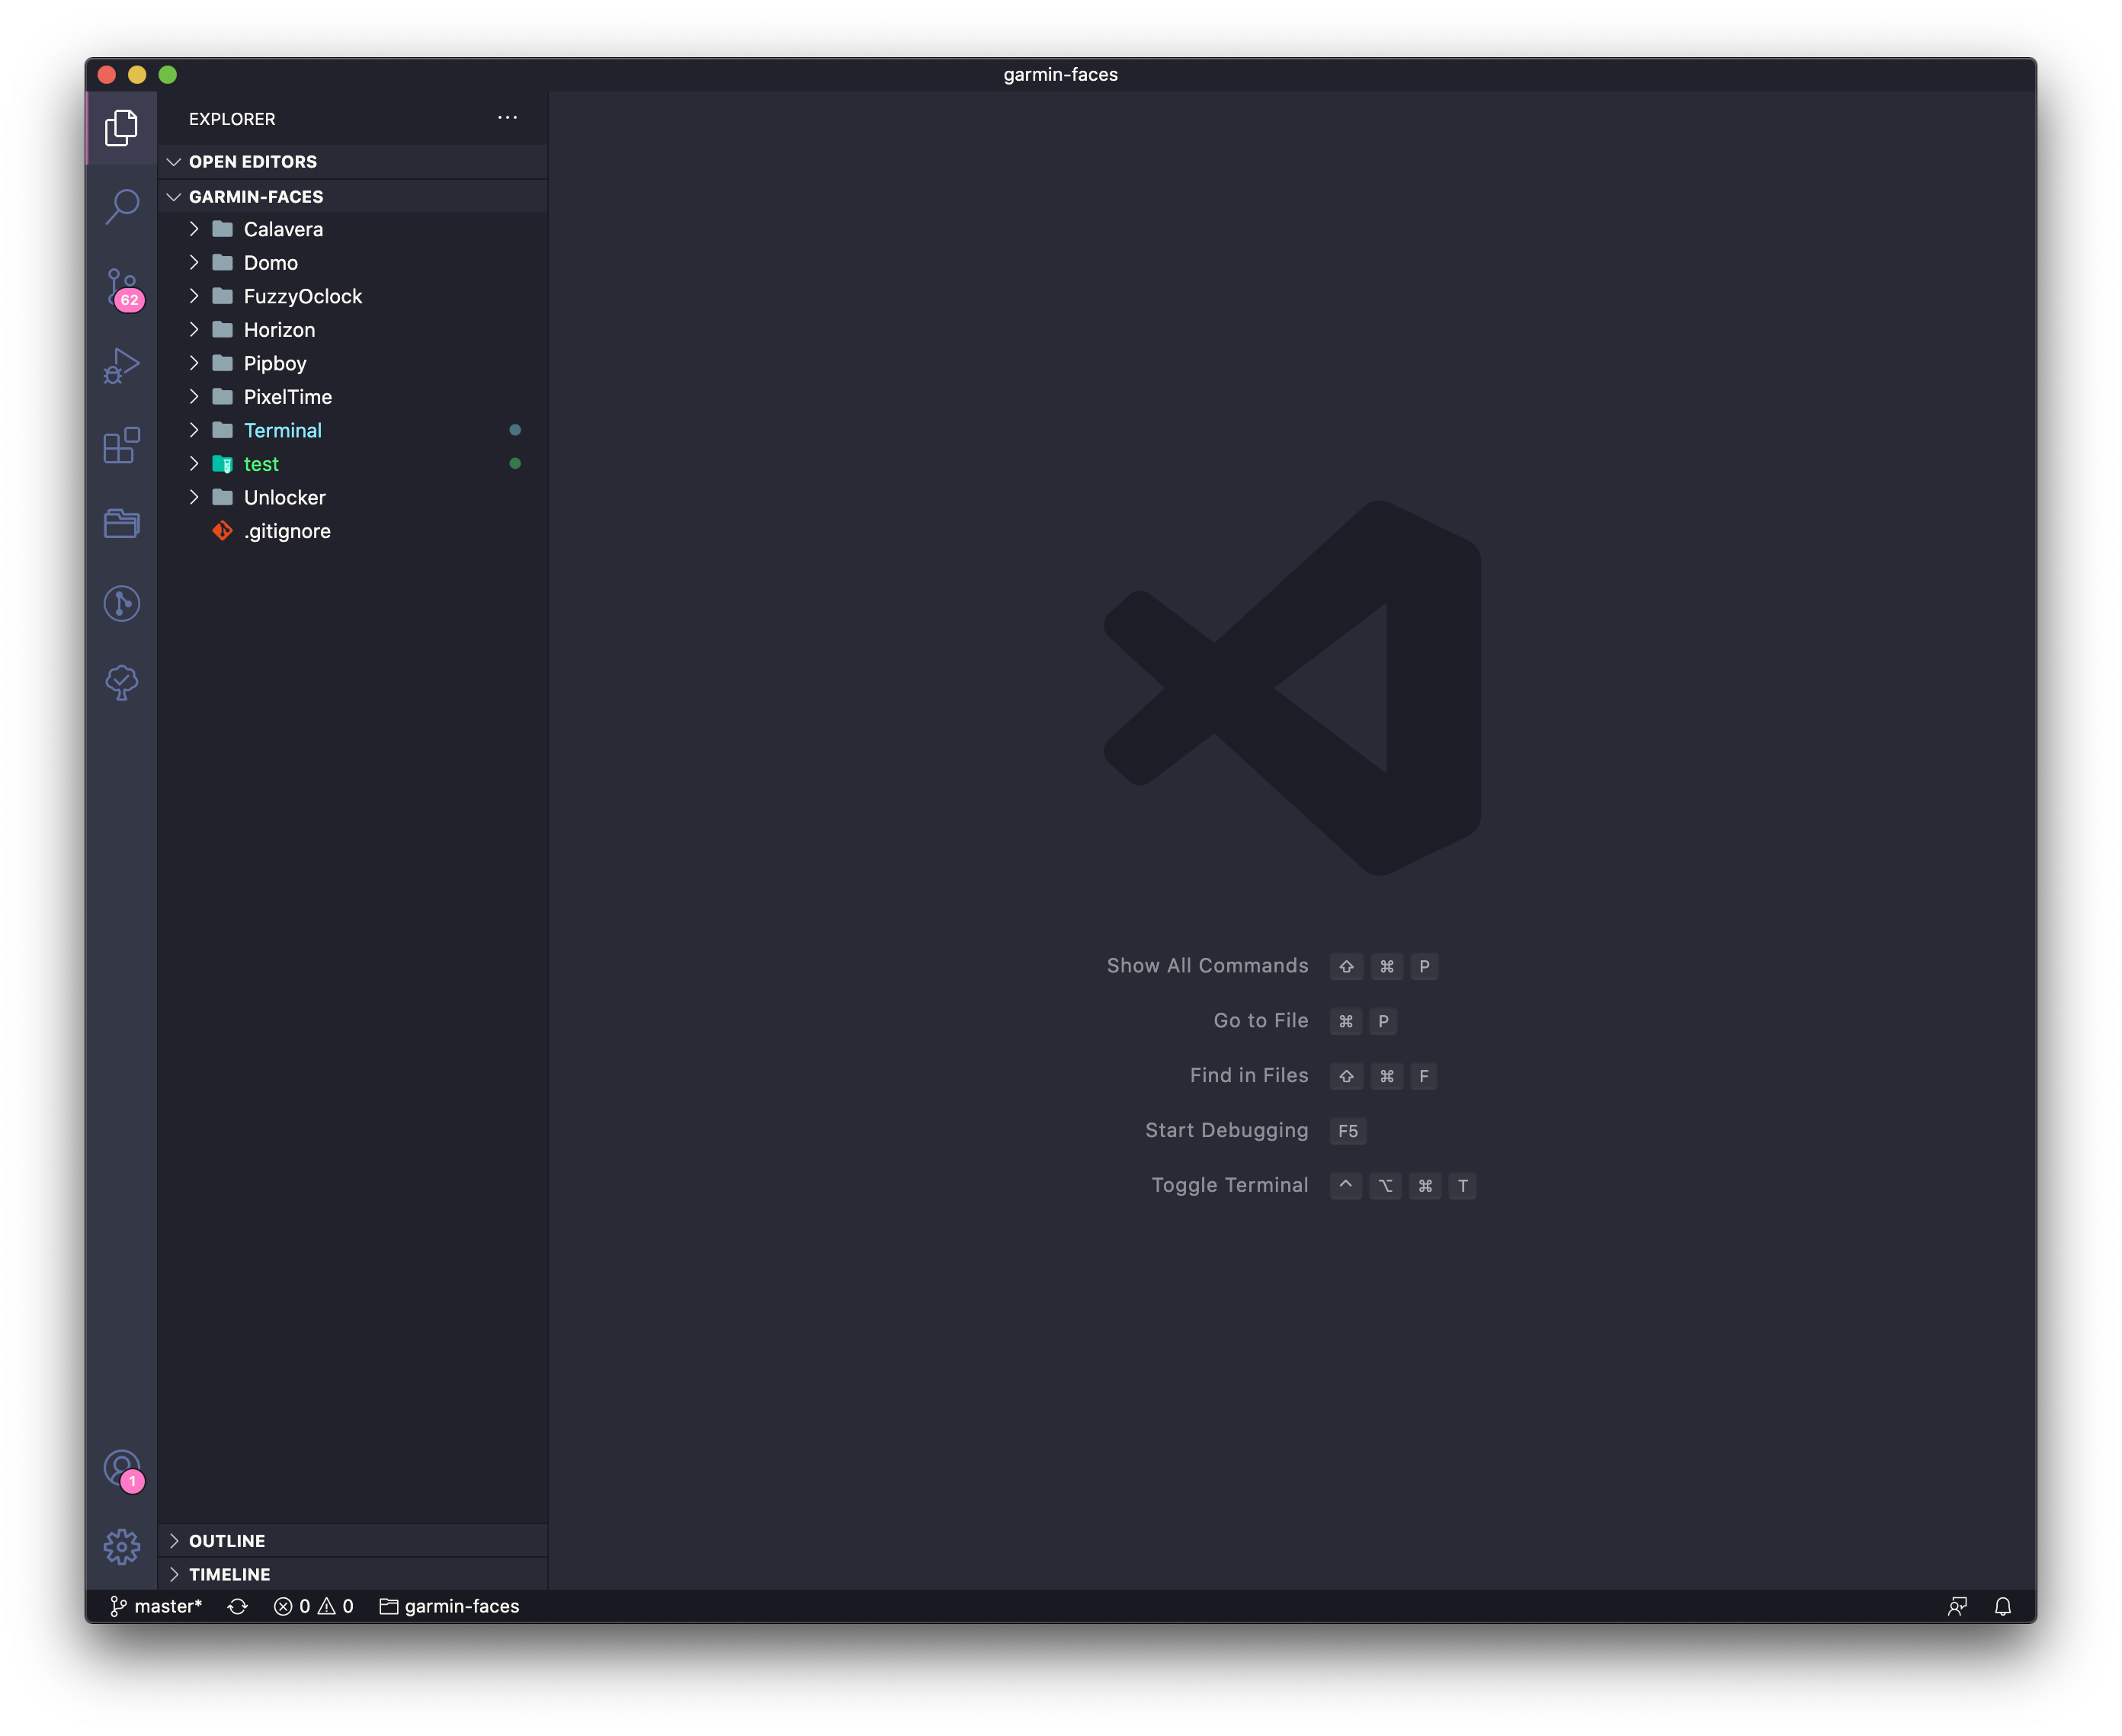 garmin-faces
EXPLORER
OPEN EDITORS
GARMIN-FACES
Calavera
Domo
FuzzyOclock
Horizon
Pipboy
PixelTime
Terminal
test
Unlocker
.gitignore
62
1
OUTLINE
TIMELINE
Show All Commands ⇧ ⌘ P
Go to File ⌘ P
Find in Files ⇧ ⌘ F
Start Debugging F5
Toggle Terminal ^ ⌥ ⌘ T
master* 0 0 garmin-faces